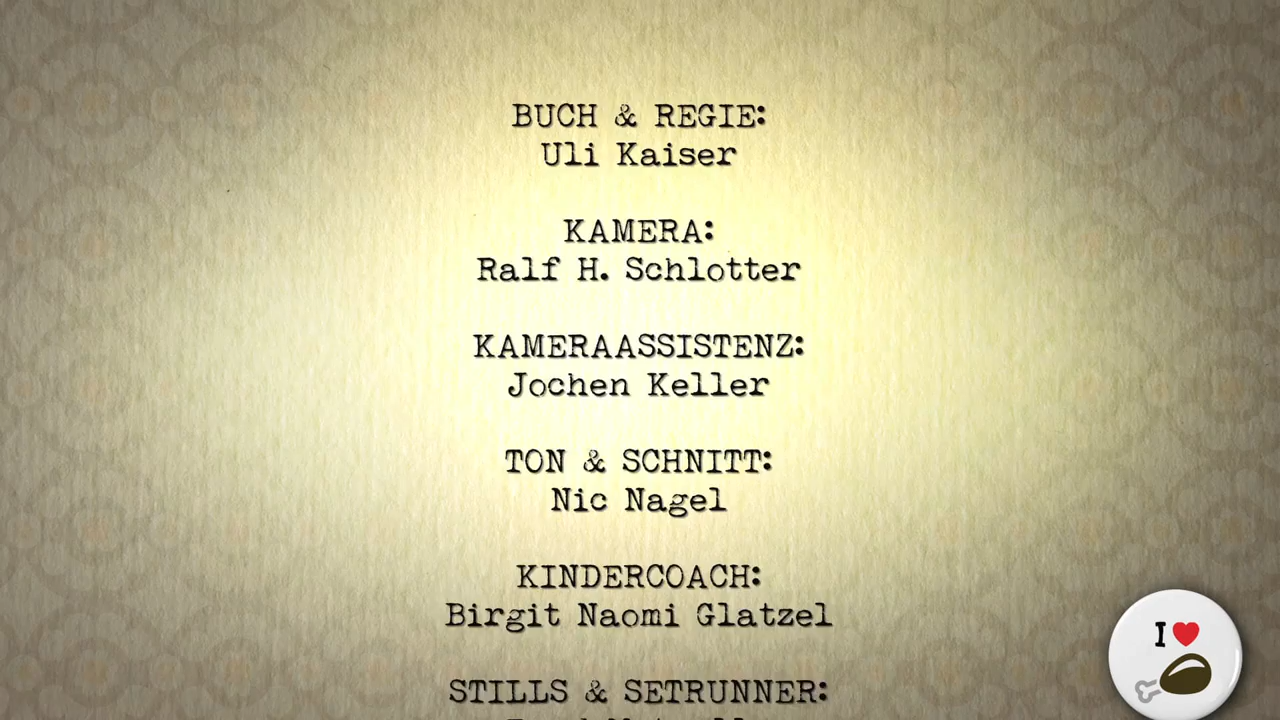 BUCH & REGIE:
Uli Kaiser
KAMERA:
Ralf H. Schlotter
KAMERAASSISTENZ:
Jochen Keller
TON & SCHNITT:
Nic Nagel
KINDERCOACH:
Birgit Naomi Glatzel
I
STILLS & SETRUNNER: